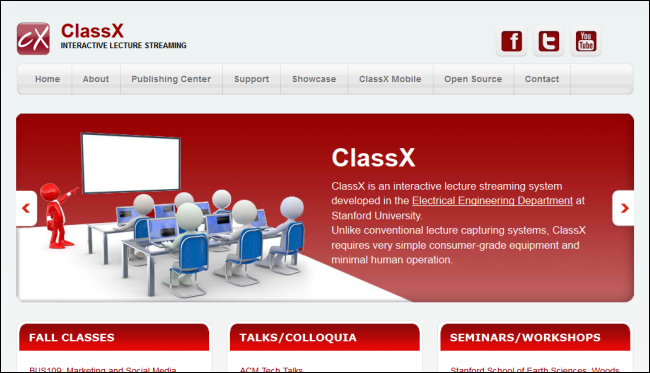 cX
ClassX
INTERACTIVE LECTURE STREAMING
f
t
You
Tube
Home About Publishing Center Support Showcase ClassX Mobile Open Source Contact
ClassX
ClassX is an interactive lecture streaming system
developed in the Electrical Engineering Department at
Stanford University.
Unlike conventional lecture capturing systems, ClassX
requires very simple consumer-grade equipment and
minimal human operation.
FALL CLASSES
TALKS/COLLOQUIA
SEMINARS/WORKSHOPS
BUS109: Marketing and Social Media
ACM Tech Talks
Stanford School of Earth Sciences: Woods